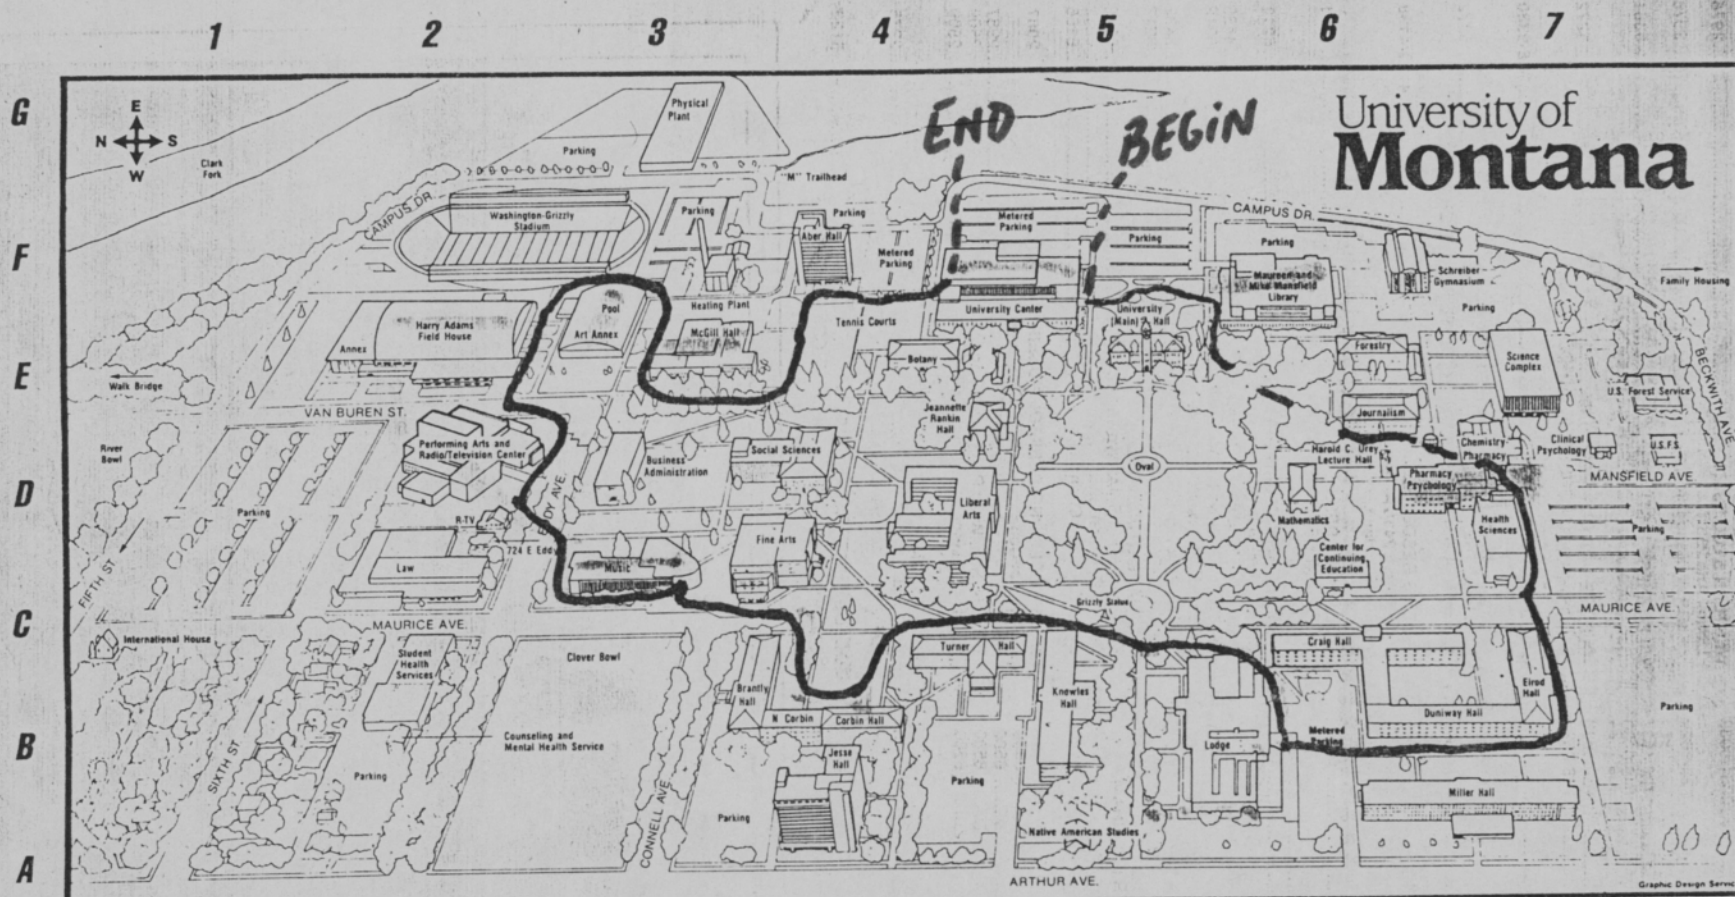 1 2 3 4 5 6 7
G
F
E
D
C
B
A
E
N S
W
Clark
Fork
Physical
Plant
Parking
"M" Trailhead
END
BEGIN
University of
Montana
CAMPUS DR.
Washington-Grizzly
Stadium
Parking
Aber Hall
Parking
Metered
Parking
Metered
Parking
Parking
CAMPUS DR.
Parking
Maureen and
Mike Mansfield
Library
Schreiber
Gymnasium
Family Housing
Parking
Heating Plant
Pool
Art Annex
McGill Hall
Tennis Courts
University Center
University
(Main) Hall
Harry Adams
Field House
Annex
Botany
Forestry
Science
Complex
BECKWITH AVE.
U.S. Forest Service
Walk Bridge
VAN BUREN ST.
Jeannette
Rankin
Hall
Journalism
River
Bowl
Performing Arts and
Radio/Television Center
Business
Administration
Social Sciences
Harold C. Urey
Lecture Hall
Chemistry
Pharmacy
Clinical
Psychology
U.S.F.S.
MANSFIELD AVE.
Oval
Pharmacy
Psychology
Parking
EDDY AVE.
Liberal
Arts
Mathematics
Health
Sciences
Parking
R-TV
724 E Eddy
Fine Arts
Center for
Continuing
Education
Law
Music
FIFTH ST.
Grizzly Statue
MAURICE AVE.
MAURICE AVE.
International House
Student
Health
Services
Clover Bowl
Turner Hall
Craig Hall
Brantly
Hall
Knowles
Hall
Elrod
Hall
N Corbin
Corbin Hall
Duniway Hall
Parking
Counseling and
Mental Health Service
Metered
Parking
Lodge
Jesse
Hall
SIXTH ST.
Parking
Parking
Miller Hall
Parking
CONNELL AVE.
Native American Studies
ARTHUR AVE.
Graphic Design Servic